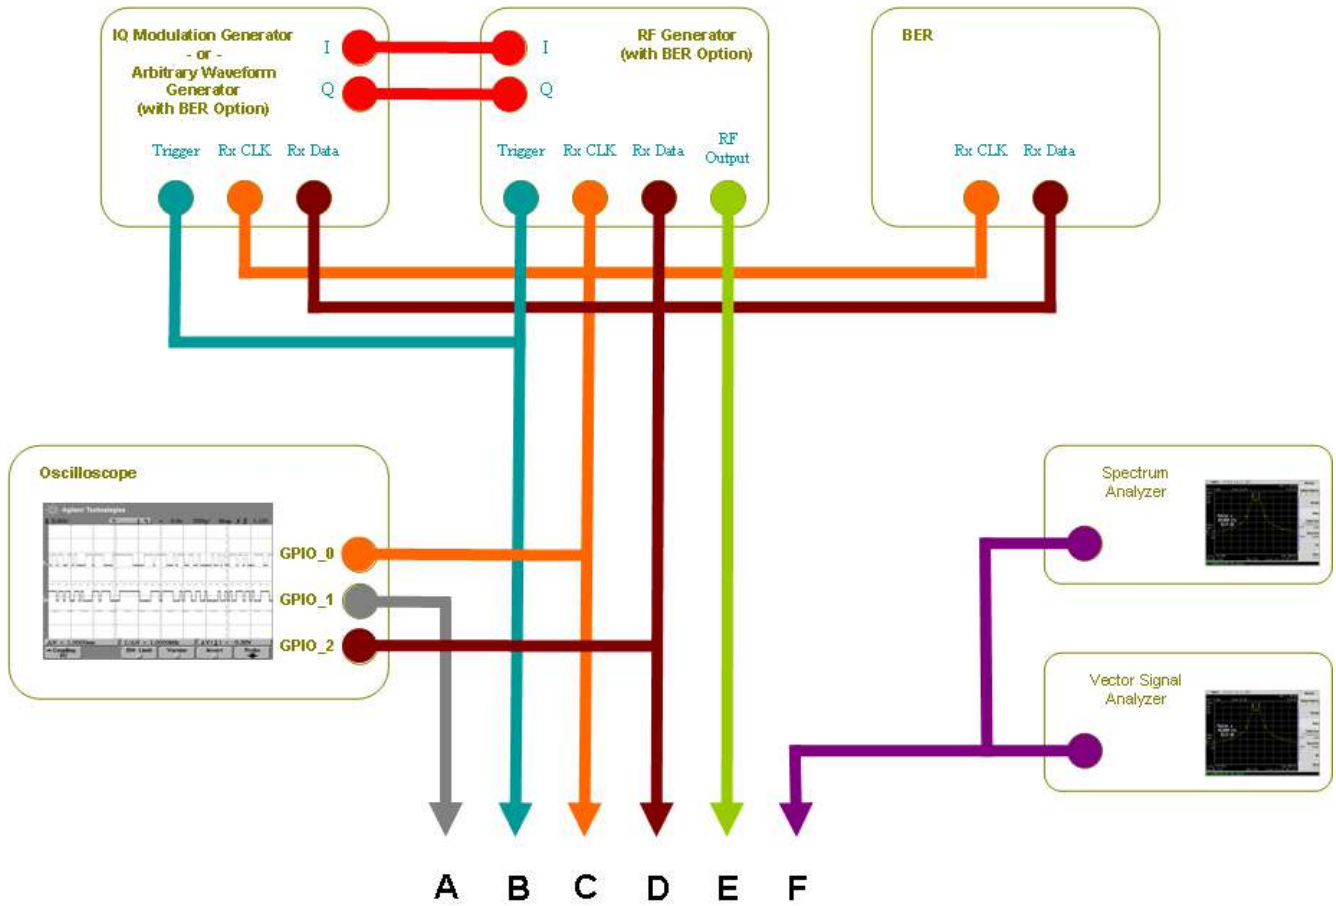 IQ Modulation Generator
- or -
Arbitrary Waveform
Generator
(with BER Option)
I
Q
Trigger Rx CLK Rx Data
RF Generator
(with BER Option)
I
Q
Trigger Rx CLK Rx Data
RF
Output
BER
Rx CLK Rx Data
Oscilloscope
Agilent Technologies
GPIO_0
GPIO_1
GPIO_2
Spectrum
Analyzer
Vector Signal
Analyzer
A B C D E F